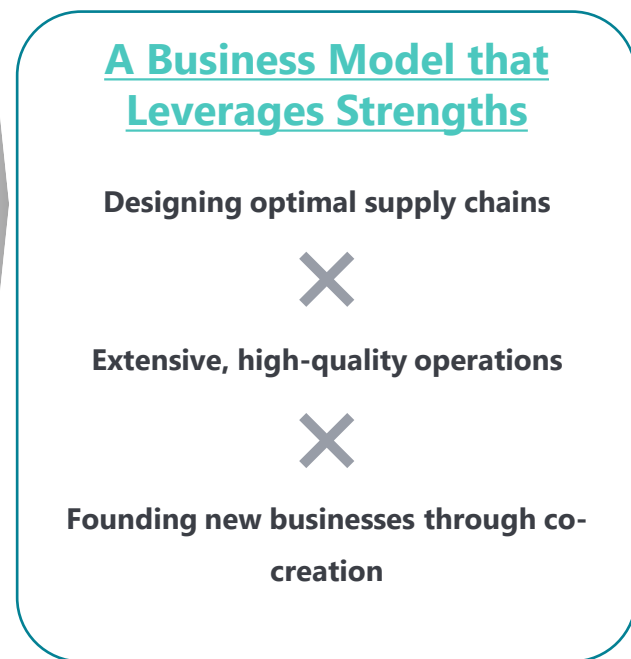 A Business Model that
Leverages Strengths
Designing optimal supply chains
×
Extensive, high-quality operations
×
Founding new businesses through co-
creation